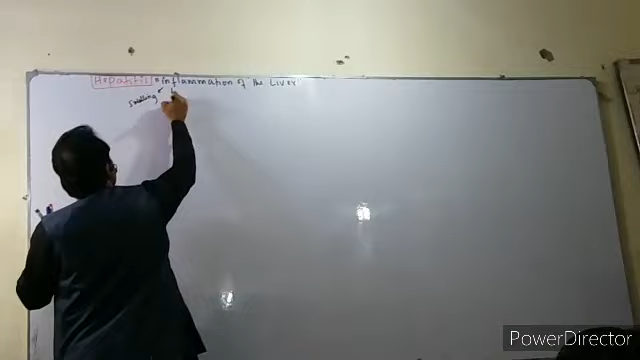 Hepatitis = inflammation of the Liver
swelling
PowerDirector